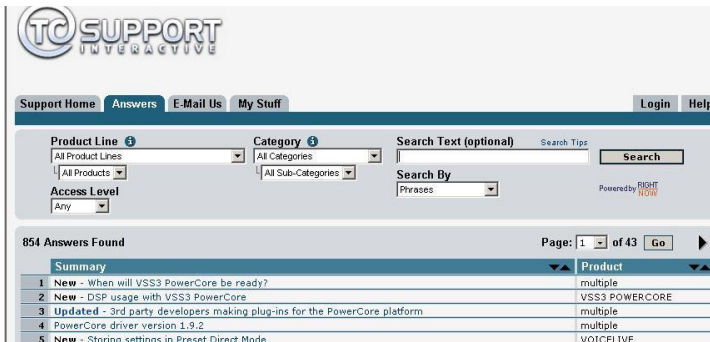 TC SUPPORT
INTERACTIVE
Support Home Answers E-Mail Us My Stuff Login Help
Product Line Category Search Text (optional) Search Tips
All Product Lines All Categories Search
All Products All Sub-Categories Search By
Access Level Phrases Powered by RIGHT NOW
Any
854 Answers Found Page: 1 of 43 Go
Summary Product
1 New - When will VSS3 PowerCore be ready? multiple
2 New - DSP usage with VSS3 PowerCore VSS3 POWERCORE
3 Updated - 3rd party developers making plug-ins for the PowerCore platform multiple
4 PowerCore driver version 1.9.2 multiple
5 New - Storing settings in Preset Direct Mode VOICELIVE